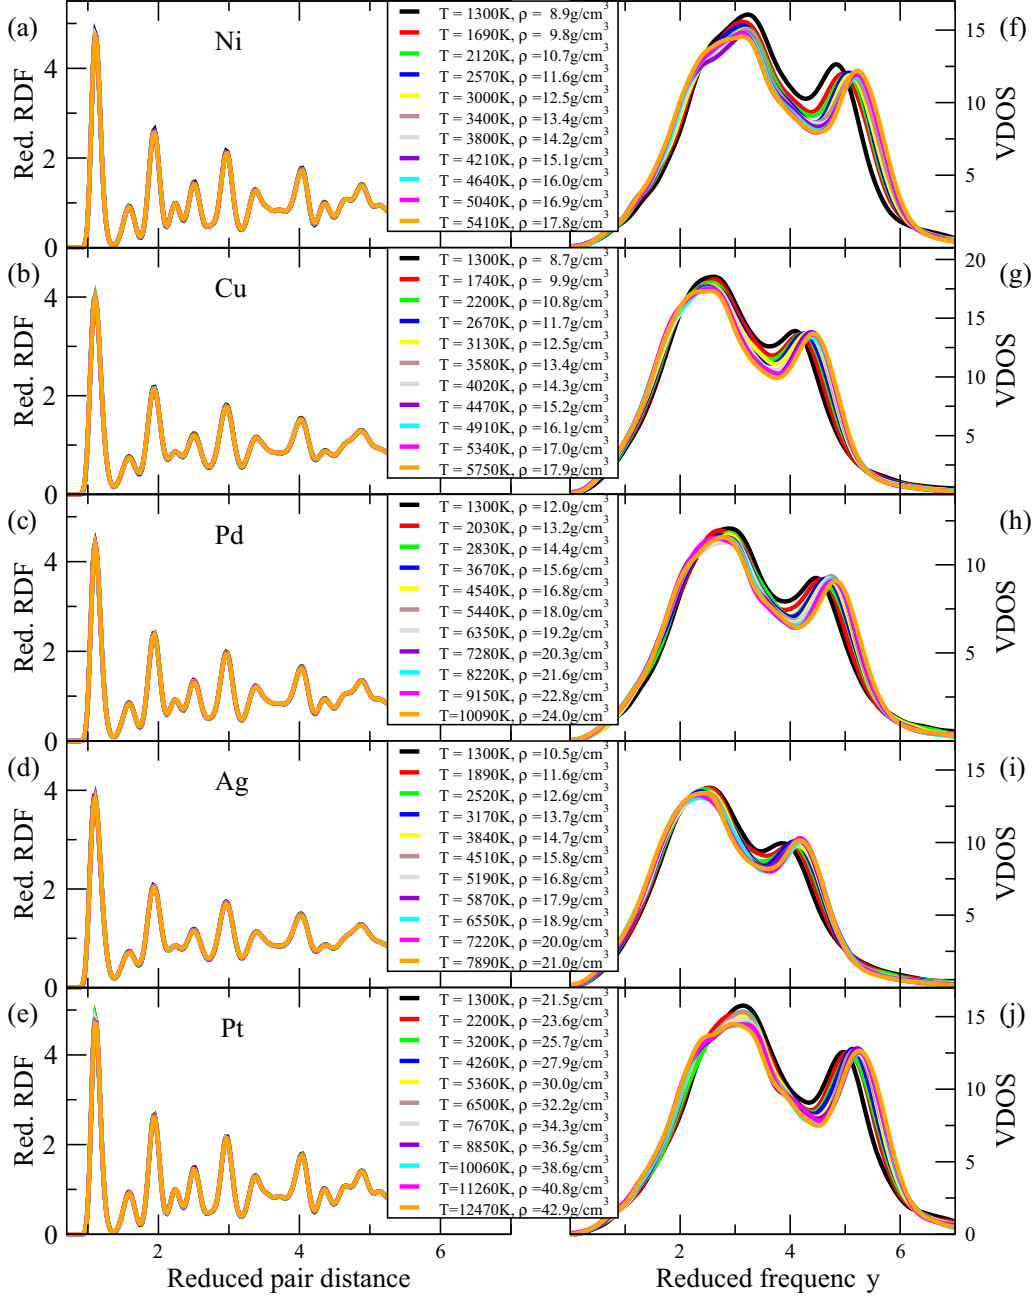 (a)
Ni
Red. RDF
4
2
0
T = 1300K, ρ = 8.9g/cm³
T = 1690K, ρ = 9.8g/cm³
T = 2120K, ρ =10.7g/cm³
T = 2570K, ρ =11.6g/cm³
T = 3000K, ρ =12.5g/cm³
T = 3400K, ρ =13.4g/cm³
T = 3800K, ρ =14.2g/cm³
T = 4210K, ρ =15.1g/cm³
T = 4640K, ρ =16.0g/cm³
T = 5040K, ρ =16.9g/cm³
T = 5410K, ρ =17.8g/cm³
(f)
15
10
5
VDOS
(b)
Cu
Red. RDF
4
2
0
T = 1300K, ρ = 8.7g/cm³
T = 1740K, ρ = 9.9g/cm³
T = 2200K, ρ =10.8g/cm³
T = 2670K, ρ =11.7g/cm³
T = 3130K, ρ =12.5g/cm³
T = 3580K, ρ =13.4g/cm³
T = 4020K, ρ =14.3g/cm³
T = 4470K, ρ =15.2g/cm³
T = 4910K, ρ =16.1g/cm³
T = 5340K, ρ =17.0g/cm³
T = 5750K, ρ =17.9g/cm³
(g)
20
15
10
5
VDOS
(c)
Pd
Red. RDF
4
2
0
T = 1300K, ρ =12.0g/cm³
T = 2030K, ρ =13.2g/cm³
T = 2830K, ρ =14.4g/cm³
T = 3670K, ρ =15.6g/cm³
T = 4540K, ρ =16.8g/cm³
T = 5440K, ρ =18.0g/cm³
T = 6350K, ρ =19.2g/cm³
T = 7280K, ρ =20.3g/cm³
T = 8220K, ρ =21.6g/cm³
T = 9150K, ρ =22.8g/cm³
T=10090K, ρ =24.0g/cm³
(h)
10
5
0
VDOS
(d)
Ag
Red. RDF
4
2
0
T = 1300K, ρ =10.5g/cm³
T = 1890K, ρ =11.6g/cm³
T = 2520K, ρ =12.6g/cm³
T = 3170K, ρ =13.7g/cm³
T = 3840K, ρ =14.7g/cm³
T = 4510K, ρ =15.8g/cm³
T = 5190K, ρ =16.8g/cm³
T = 5870K, ρ =17.9g/cm³
T = 6550K, ρ =18.9g/cm³
T = 7220K, ρ =20.0g/cm³
T = 7890K, ρ =21.0g/cm³
(i)
15
10
5
0
VDOS
(e)
Pt
Red. RDF
4
2
0
T = 1300K, ρ =21.5g/cm³
T = 2200K, ρ =23.6g/cm³
T = 3200K, ρ =25.7g/cm³
T = 4260K, ρ =27.9g/cm³
T = 5360K, ρ =30.0g/cm³
T = 6500K, ρ =32.2g/cm³
T = 7670K, ρ =34.3g/cm³
T = 8850K, ρ =36.5g/cm³
T=10060K, ρ =38.6g/cm³
T=11260K, ρ =40.8g/cm³
T=12470K, ρ =42.9g/cm³
(j)
15
10
5
0
VDOS
2 4 6
Reduced pair distance
2 4 6
Reduced frequenc y